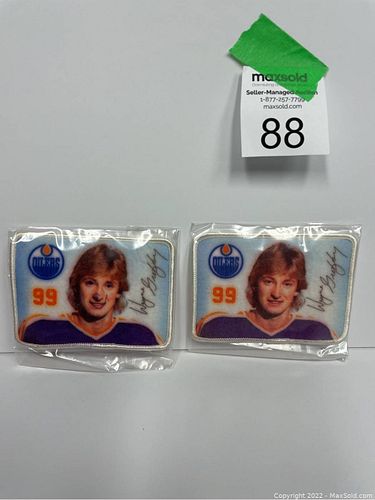 maxsold
Seller-Managed Auction
1-877-257-7799
maxsold.com
88
OILERS
99
Wayne Gretzky
OILERS
99
Wayne Gretzky
Copyright 2022 - MaxSold.com